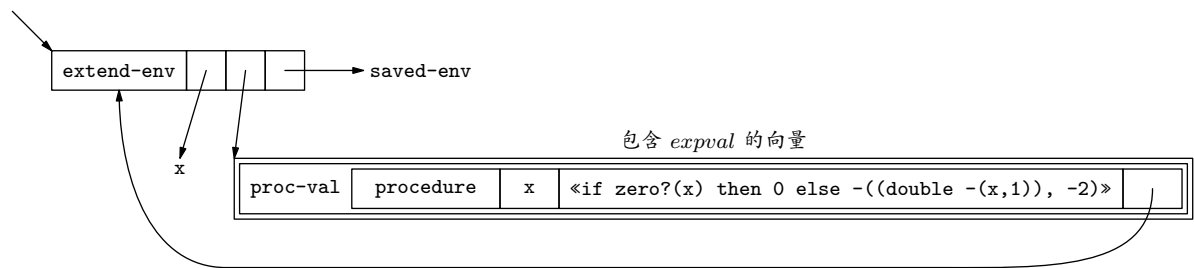 extend-env saved-env
包含 expval 的向量
x
proc-val procedure x «if zero?(x) then 0 else -((double -(x,1)), -2)»